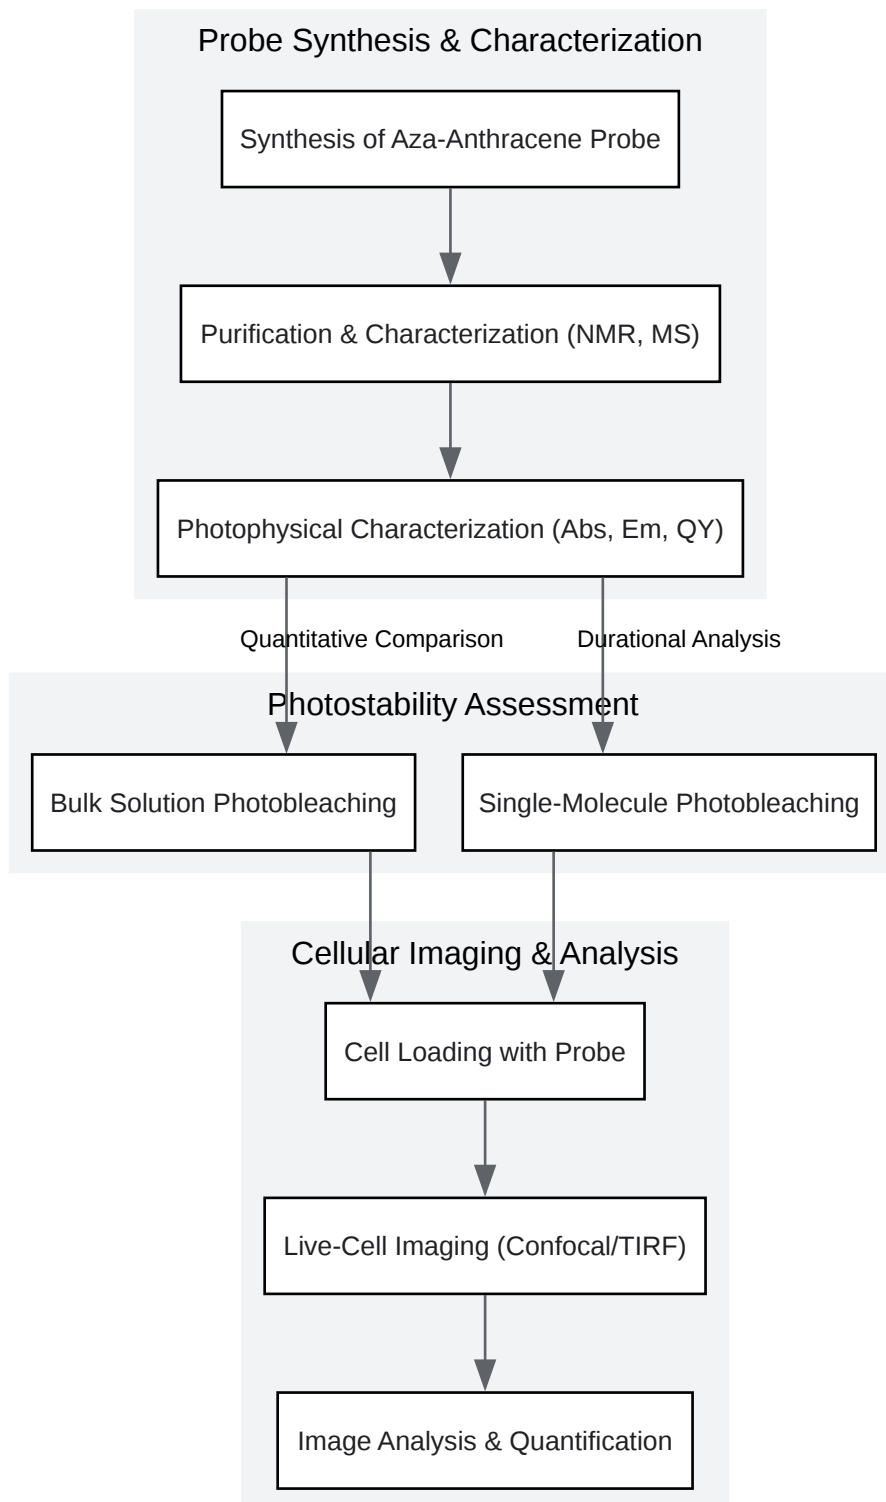 Probe Synthesis & Characterization
Synthesis of Aza-Anthracene Probe
Purification & Characterization (NMR, MS)
Photophysical Characterization (Abs, Em, QY)
Quantitative Comparison
Durational Analysis
Photostability Assessment
Bulk Solution Photobleaching
Single-Molecule Photobleaching
Cellular Imaging & Analysis
Cell Loading with Probe
Live-Cell Imaging (Confocal/TIRF)
Image Analysis & Quantification